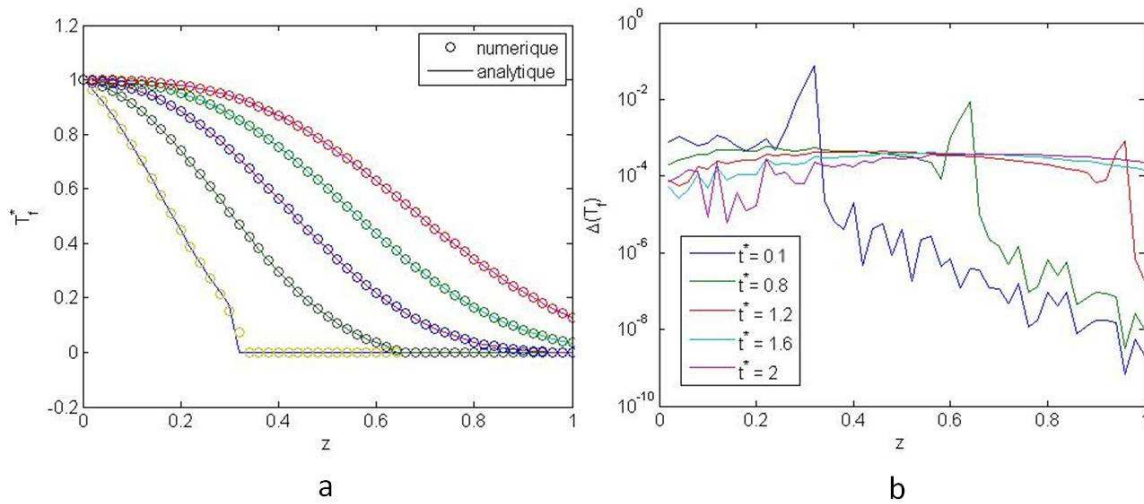 1.2
1
0.8
0.6
0.4
0.2
0
-0.2
0 0.2 0.4 0.6 0.8 1
T*f
z
numerique
analytique
a
10^0
10^-2
10^-4
10^-6
10^-8
10^-10
0 0.2 0.4 0.6 0.8 1
Δ(T*f)
z
t* = 0.1
t* = 0.8
t* = 1.2
t* = 1.6
t* = 2
b